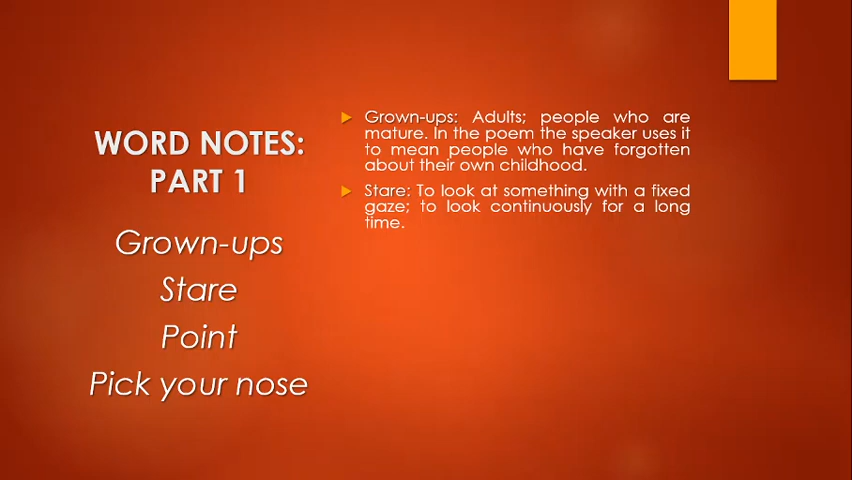 WORD NOTES:
PART 1
Grown-ups
Stare
Point
Pick your nose
Grown-ups: Adults; people who are
mature. In the poem the speaker uses it
to mean people who have forgotten
about their own childhood.
Stare: To look at something with a fixed
gaze; to look continuously for a long
time.